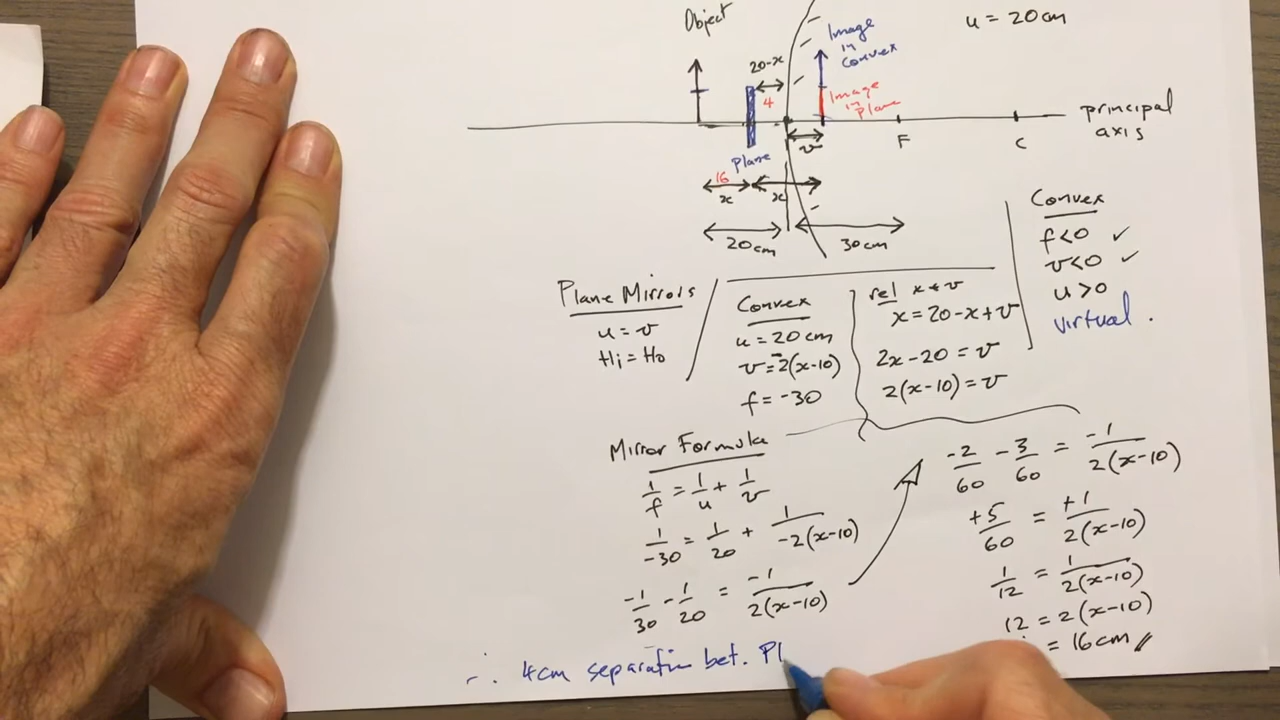 Object
u = 20cm
Image
in
Convex
20-x
4
Image
in
Plane
principal
axis
v
F
C
Plane
16
x
x
20cm
30cm
Convex
f<0 ✓
v<0 ✓
u>0
virtual.
Plane Mirrors
u = v
Hi = Ho
Convex
u = 20cm
v = -2(x-10)
f = -30
rel x & v
x = 20-x+v
2x-20 = v
2(x-10) = v
Mirror Formula
1/f = 1/u + 1/v
1/-30 = 1/20 + 1/-2(x-10)
-1/30 - 1/20 = -1/2(x-10)
-2/60 - 3/60 = -1/2(x-10)
+5/60 = +1/2(x-10)
1/12 = 1/2(x-10)
12 = 2(x-10)
= 16cm
∴ 4cm separation bet. Pl